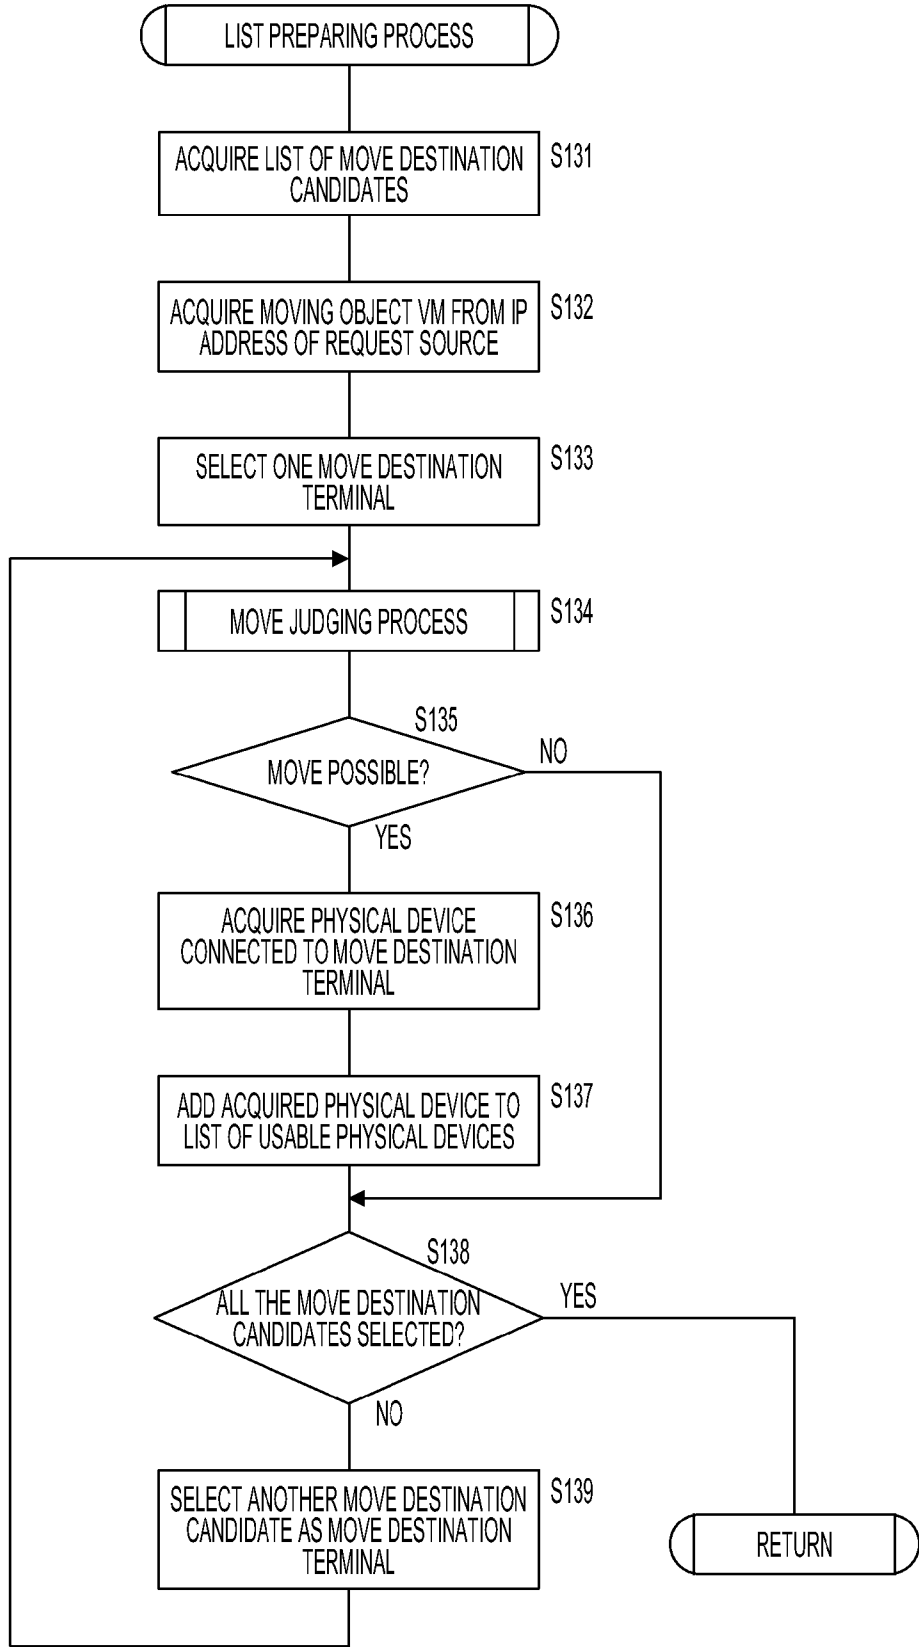 LIST PREPARING PROCESS
ACQUIRE LIST OF MOVE DESTINATION
CANDIDATES
S131
ACQUIRE MOVING OBJECT VM FROM IP
ADDRESS OF REQUEST SOURCE
S132
SELECT ONE MOVE DESTINATION
TERMINAL
S133
MOVE JUDGING PROCESS
S134
S135
MOVE POSSIBLE?
NO
YES
ACQUIRE PHYSICAL DEVICE
CONNECTED TO MOVE DESTINATION
TERMINAL
S136
ADD ACQUIRED PHYSICAL DEVICE TO
LIST OF USABLE PHYSICAL DEVICES
S137
S138
ALL THE MOVE DESTINATION
CANDIDATES SELECTED?
YES
NO
SELECT ANOTHER MOVE DESTINATION
CANDIDATE AS MOVE DESTINATION
TERMINAL
S139
RETURN